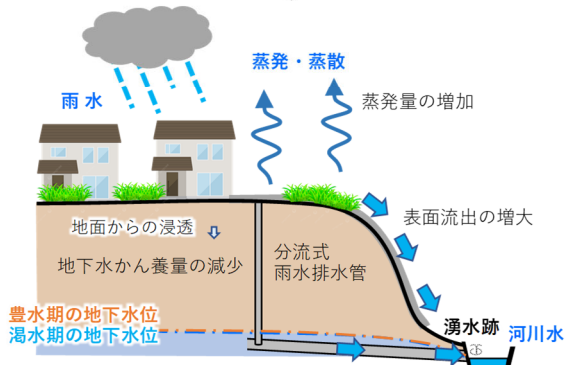 雨水
蒸発・蒸散
蒸発量の増加
表面流出の増大
地面からの浸透
地下水かん養量の減少
分流式
雨水排水管
豊水期の地下水位
渇水期の地下水位
湧水跡
河川水